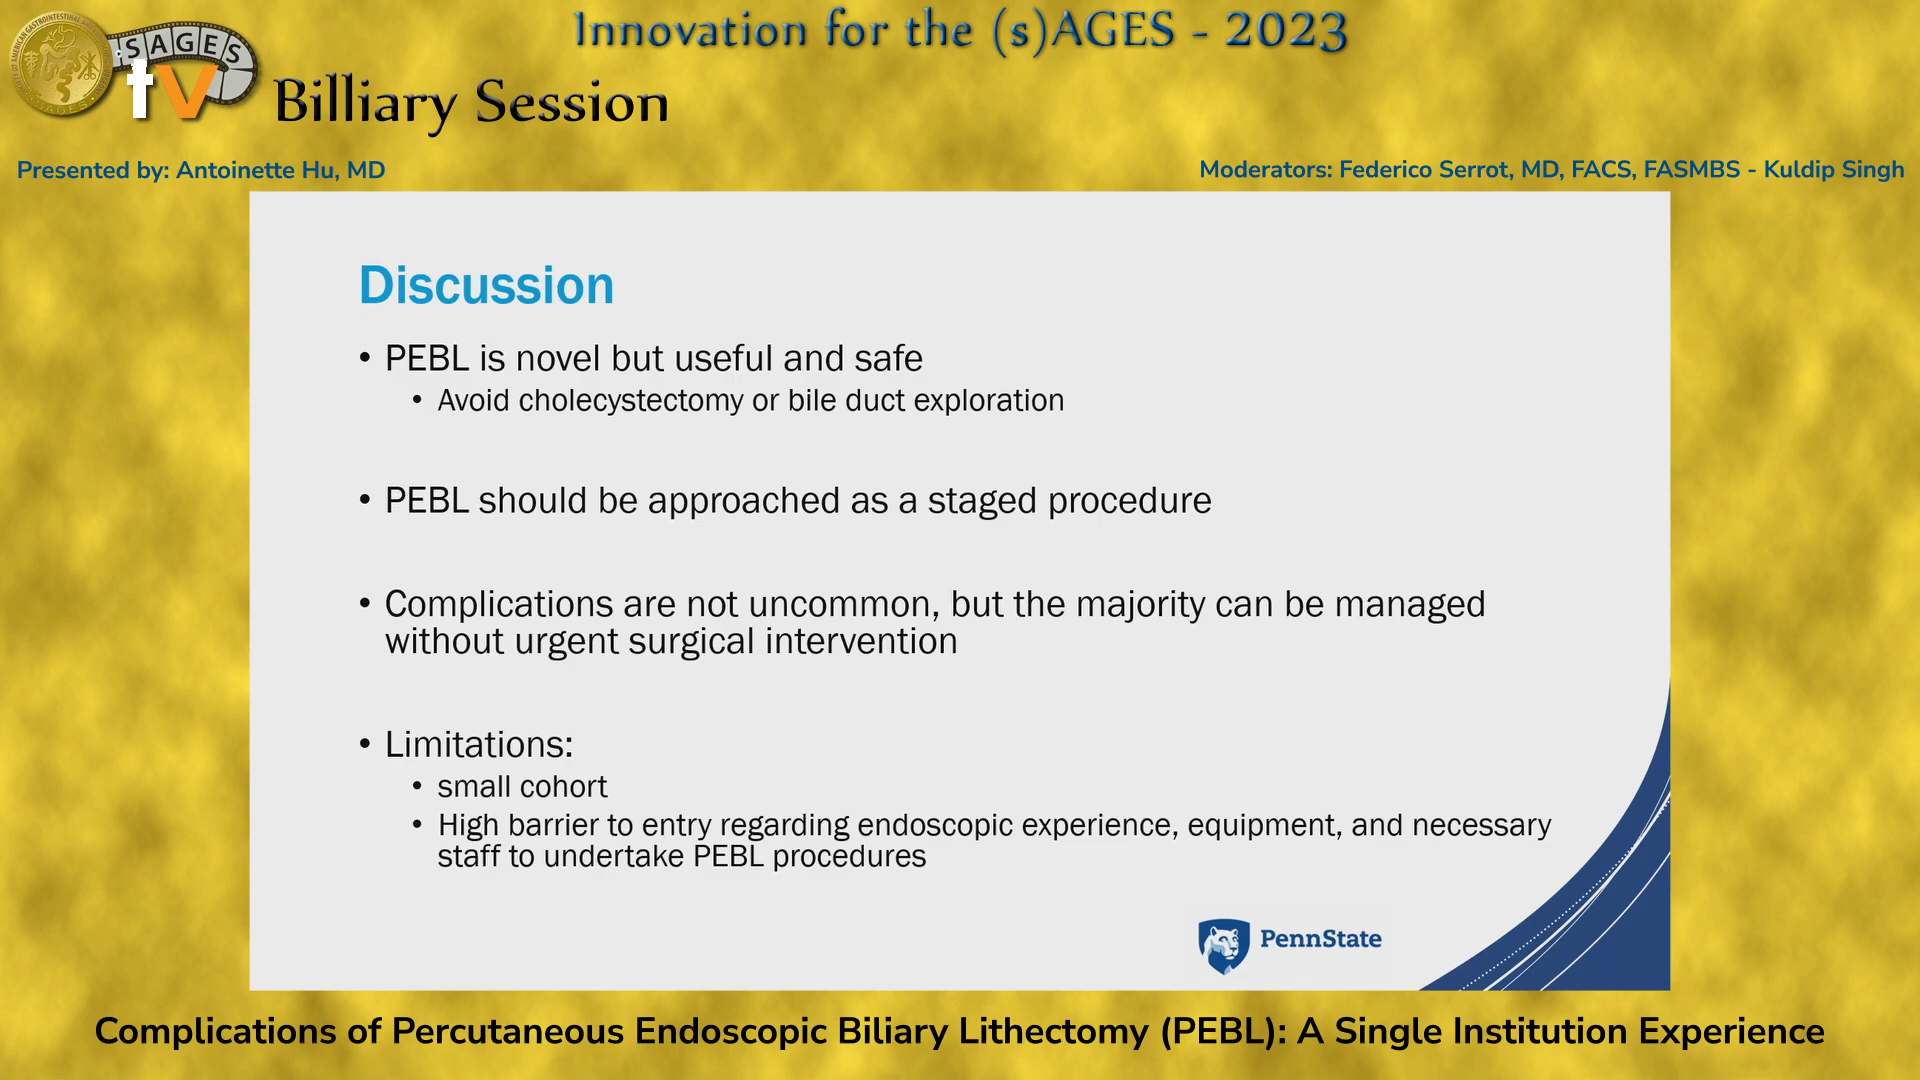 Innovation for the (s)AGES - 2023
SAGES
tv
Billiary Session
Presented by: Antoinette Hu, MD
Moderators: Federico Serrot, MD, FACS, FASMBS - Kuldip Singh
Discussion
• PEBL is novel but useful and safe
• Avoid cholecystectomy or bile duct exploration
• PEBL should be approached as a staged procedure
• Complications are not uncommon, but the majority can be managed
without urgent surgical intervention
• Limitations:
• small cohort
• High barrier to entry regarding endoscopic experience, equipment, and necessary
staff to undertake PEBL procedures
PennState
Complications of Percutaneous Endoscopic Biliary Lithectomy (PEBL): A Single Institution Experience